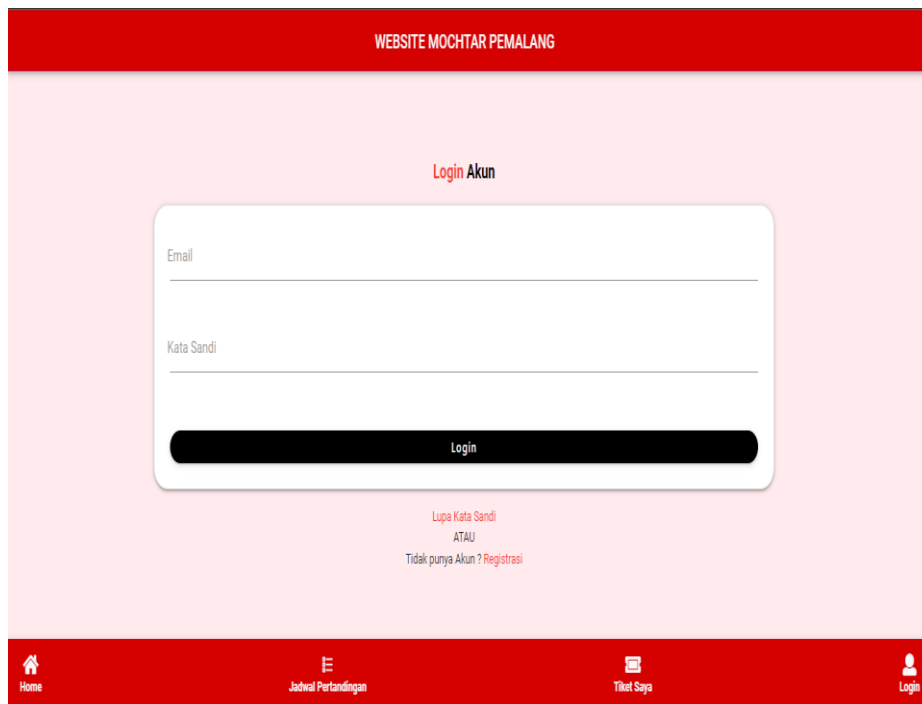 WEBSITE MOCHTAR PEMALANG
Login Akun
Email
Kata Sandi
Login
Lupa Kata Sandi
ATAU
Tidak punya Akun ? Registrasi
Home
Jadwal Pertandingan
Tiket Saya
Login